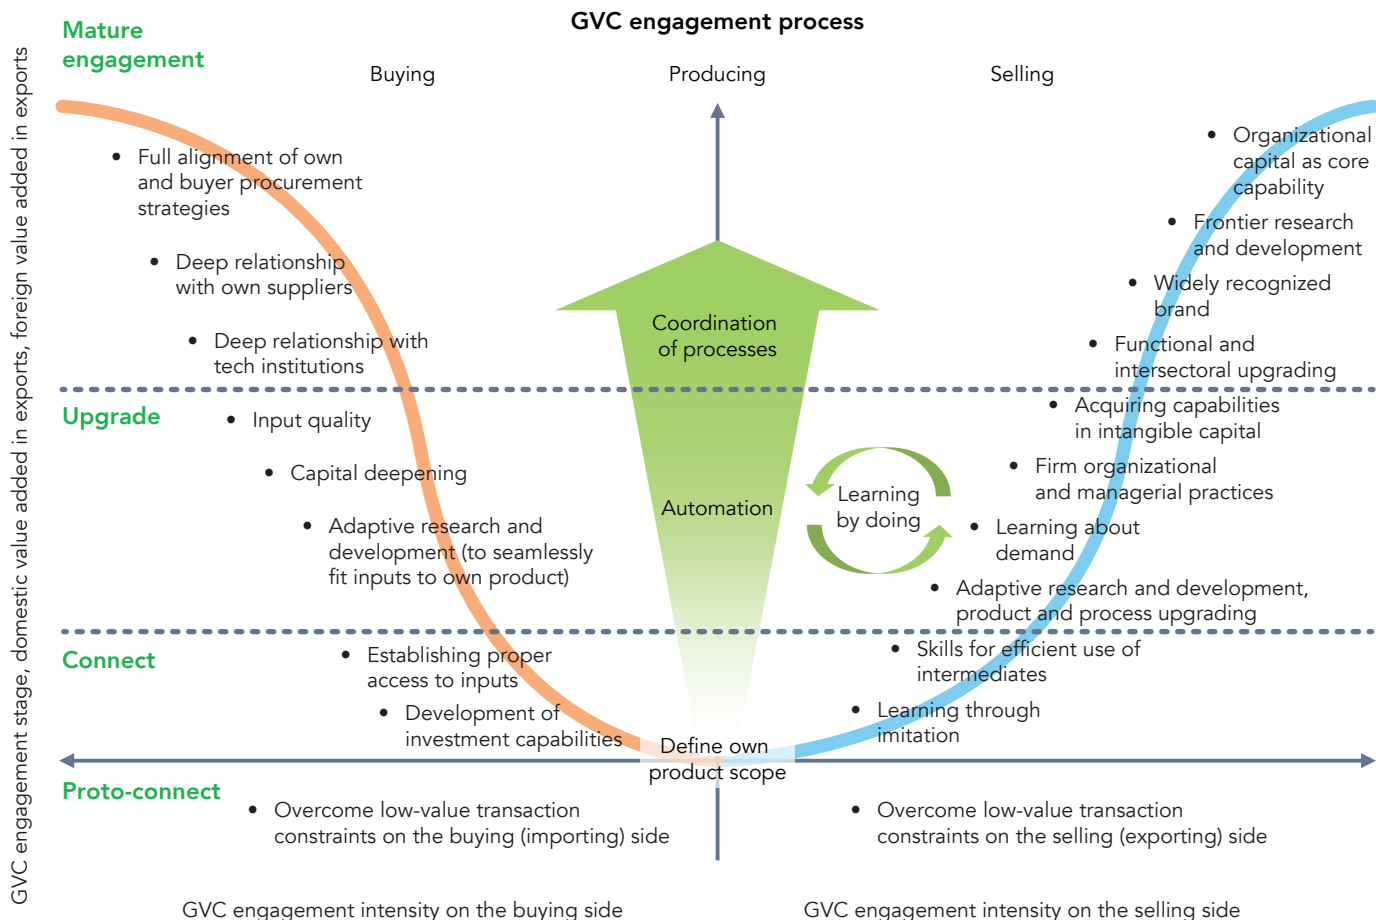 GVC engagement process
Mature
engagement
Buying
Producing
Selling
GVC engagement stage, domestic value added in exports, foreign value added in exports
• Full alignment of own
and buyer procurement
strategies
• Deep relationship
with own suppliers
• Deep relationship with
tech institutions
Coordination
of processes
• Organizational
capital as core
capability
• Frontier research
and development
• Widely recognized
brand
• Functional and
intersectoral upgrading
Upgrade
• Input quality
• Capital deepening
• Adaptive research and
development (to seamlessly
fit inputs to own product)
Automation
Learning
by doing
• Acquiring capabilities
in intangible capital
• Firm organizational
and managerial practices
• Learning about
demand
• Adaptive research and development,
product and process upgrading
Connect
• Establishing proper
access to inputs
• Development of
investment capabilities
Define own
product scope
• Skills for efficient use of
intermediates
• Learning through
imitation
Proto-connect
• Overcome low-value transaction
constraints on the buying (importing) side
• Overcome low-value transaction
constraints on the selling (exporting) side
GVC engagement intensity on the buying side
GVC engagement intensity on the selling side